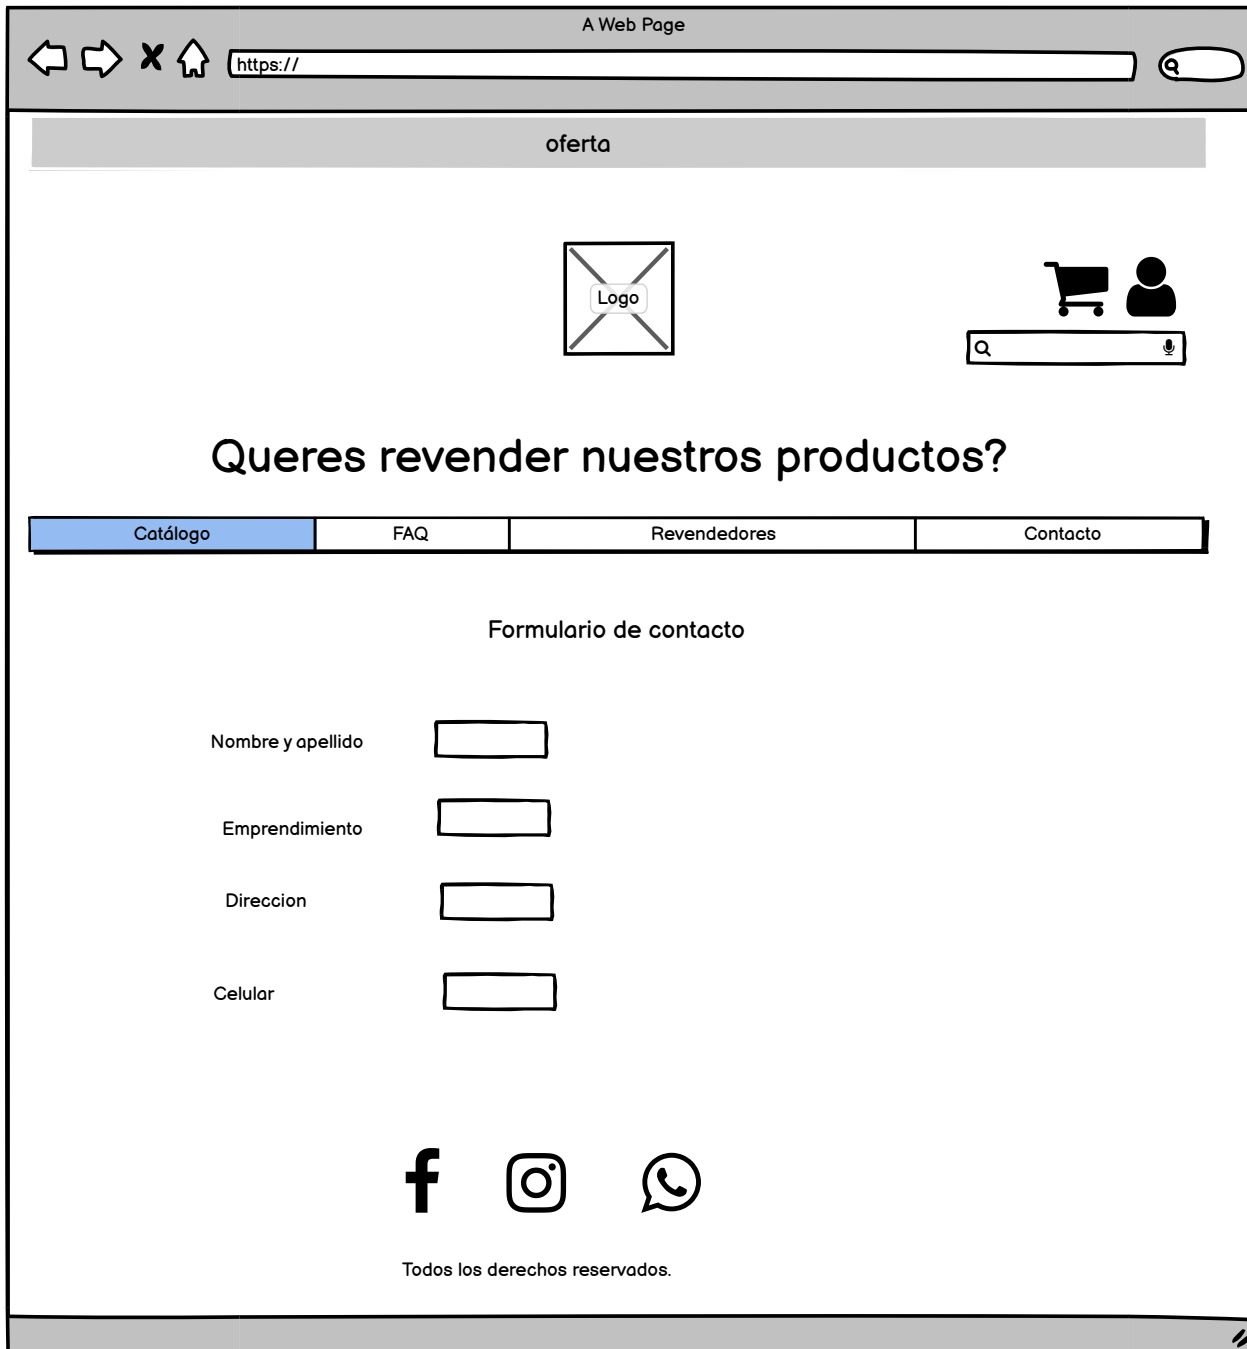 A Web Page
https://
oferta
Logo
Queres revender nuestros productos?
Catálogo FAQ Revendedores Contacto
Formulario de contacto
Nombre y apellido
Emprendimiento
Direccion
Celular
Todos los derechos reservados.